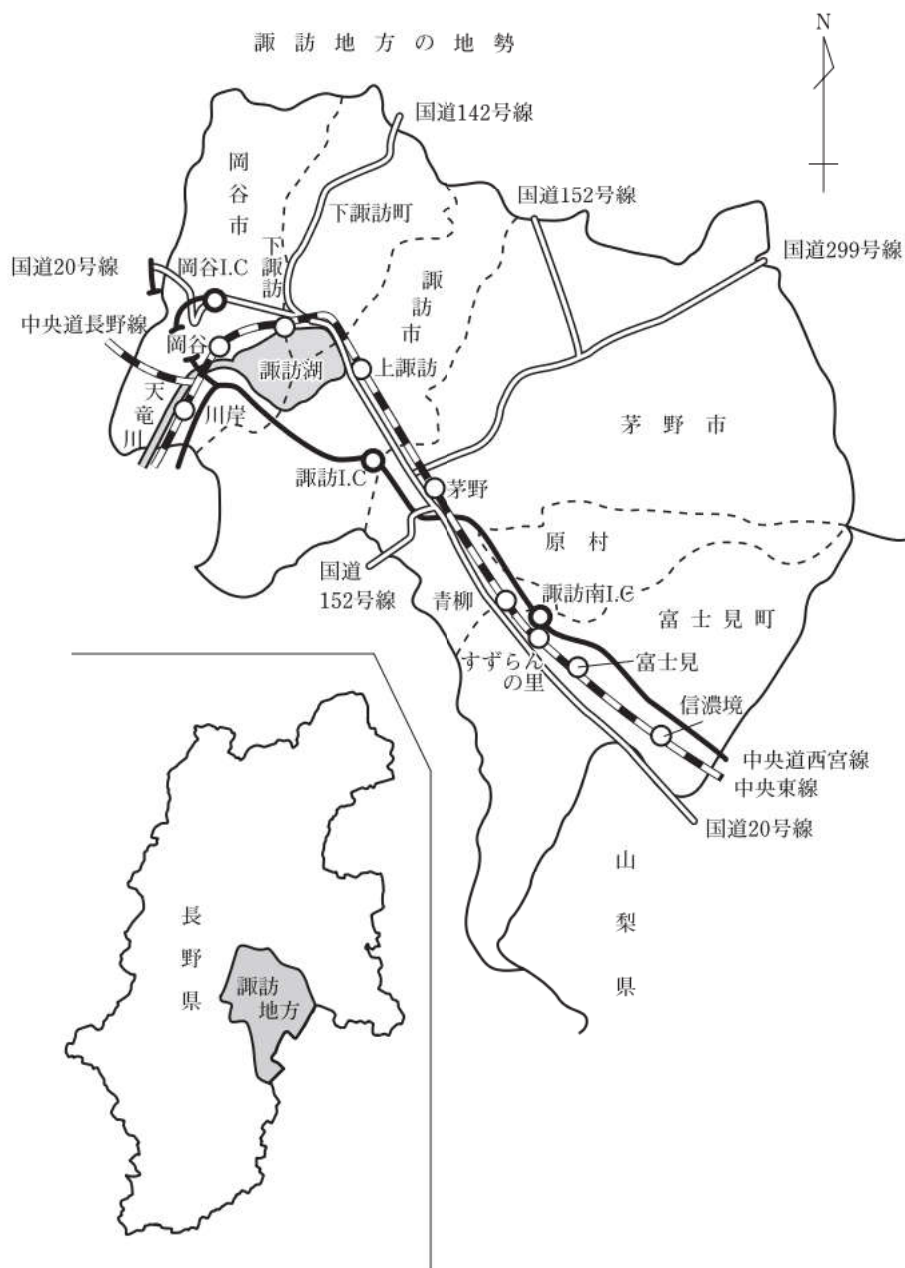 諏訪地方の地勢
N
国道142号線
岡谷市
国道152号線
下諏訪町
国道299号線
国道20号線
岡谷I.C
下諏訪
諏訪市
中央道長野線
岡谷
諏訪湖
上諏訪
天竜川
川岸
茅野市
諏訪I.C
茅野
原村
国道
152号線
青柳
諏訪南I.C
富士見町
すずらん
の里
富士見
信濃境
中央道西宮線
中央東線
国道20号線
山梨県
長野県
諏訪
地方